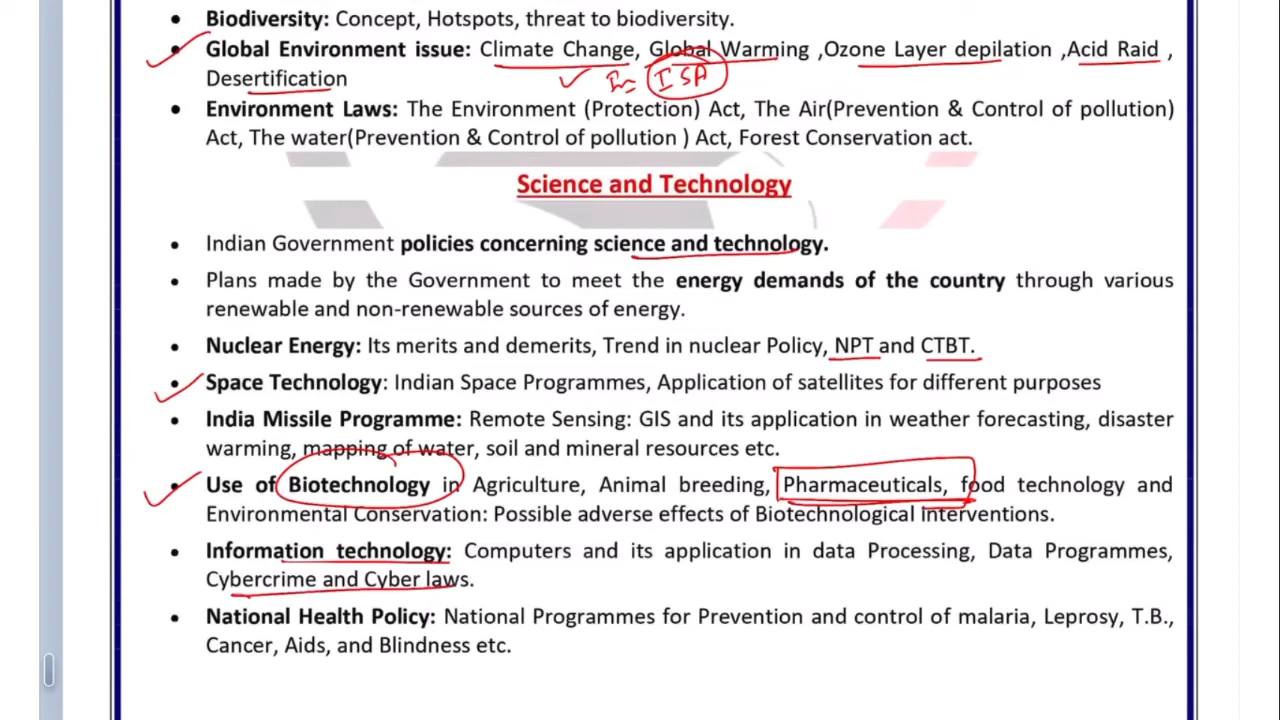 • Biodiversity: Concept, Hotspots, threat to biodiversity.
• Global Environment issue: Climate Change, Global Warming ,Ozone Layer depilation ,Acid Raid ,
Desertification
ISA
• Environment Laws: The Environment (Protection) Act, The Air(Prevention & Control of pollution)
Act, The water(Prevention & Control of pollution ) Act, Forest Conservation act.
Science and Technology
• Indian Government policies concerning science and technology.
• Plans made by the Government to meet the energy demands of the country through various
renewable and non-renewable sources of energy.
• Nuclear Energy: Its merits and demerits, Trend in nuclear Policy, NPT and CTBT.
• Space Technology: Indian Space Programmes, Application of satellites for different purposes
• India Missile Programme: Remote Sensing: GIS and its application in weather forecasting, disaster
warming, mapping of water, soil and mineral resources etc.
• Use of Biotechnology in Agriculture, Animal breeding, Pharmaceuticals, food technology and
Environmental Conservation: Possible adverse effects of Biotechnological interventions.
• Information technology: Computers and its application in data Processing, Data Programmes,
Cybercrime and Cyber laws.
• National Health Policy: National Programmes for Prevention and control of malaria, Leprosy, T.B.,
Cancer, Aids, and Blindness etc.